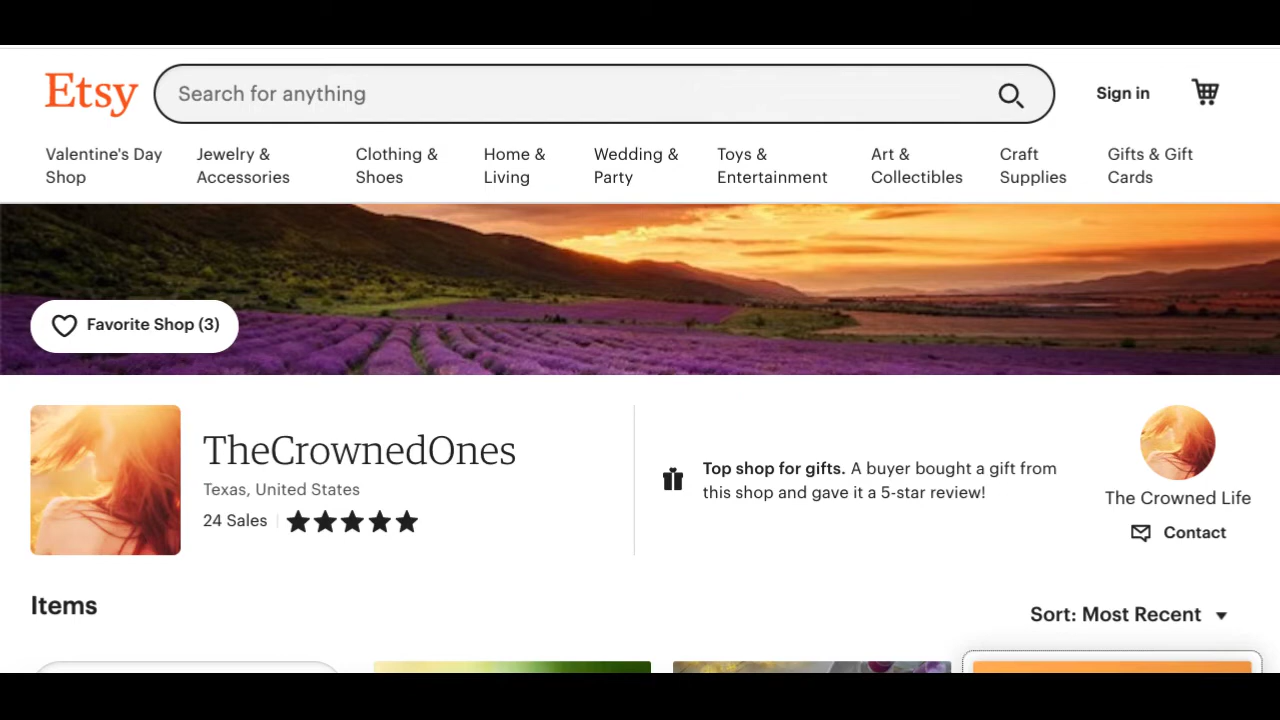 Etsy
Search for anything
Sign in
Valentine's Day
Shop
Jewelry &
Accessories
Clothing &
Shoes
Home &
Living
Wedding &
Party
Toys &
Entertainment
Art &
Collectibles
Craft
Supplies
Gifts & Gift
Cards
Favorite Shop (3)
TheCrownedOnes
Texas, United States
24 Sales
Top shop for gifts. A buyer bought a gift from
this shop and gave it a 5-star review!
The Crowned Life
Contact
Items
Sort: Most Recent